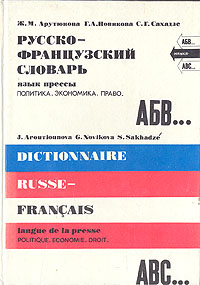 Ж. М. Арутюнова Г. А. Новикова С. Г. Сахадзе
РУССКО-
ФРАНЦУЗСКИЙ
СЛОВАРЬ
язык прессы
ПОЛИТИКА. ЭКОНОМИКА. ПРАВО.
АБВ...
ABC...
АБВ...
J. Aroutiounova G. Novikova S. Sakhadzé
DICTIONNAIRE
RUSSE–
FRANÇAIS
langue de la presse
POLITIQUE. ECONOMIE. DROIT.
ABC...